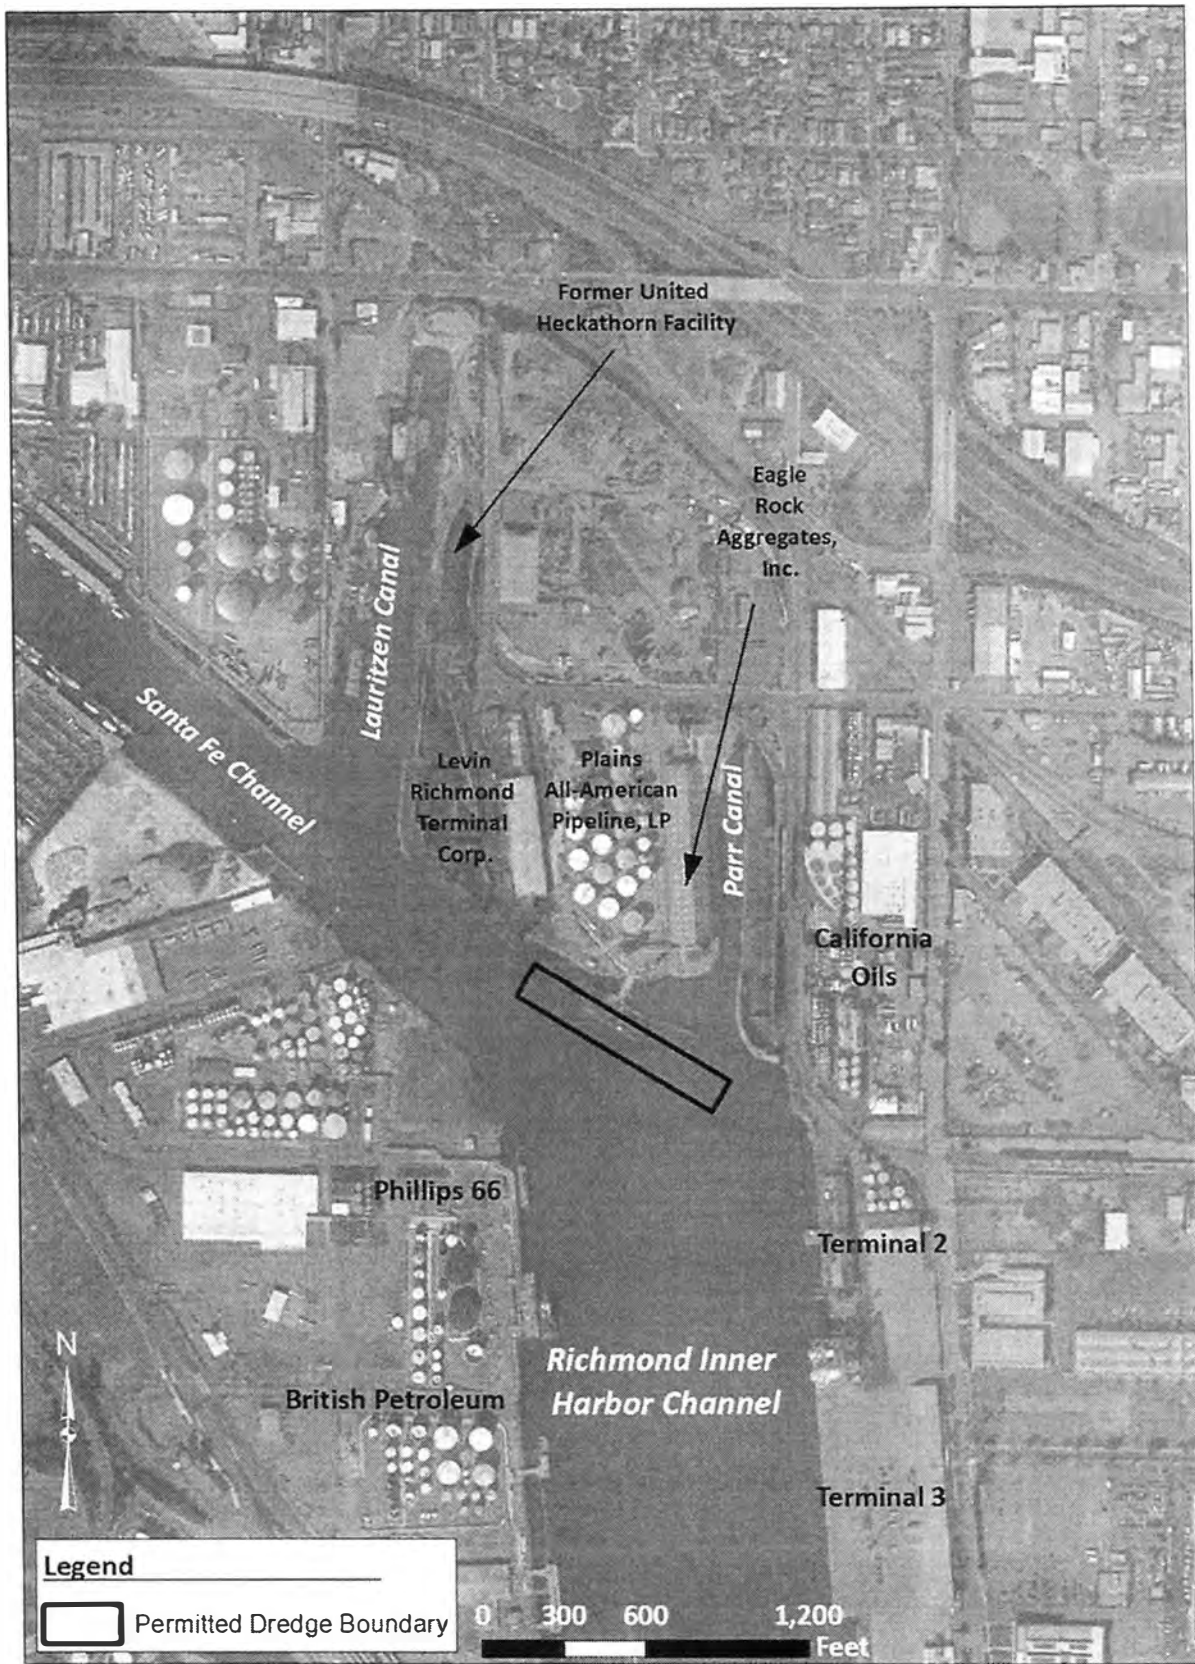 Former United
Heckathorn Facility
Eagle
Rock
Aggregates,
Inc.
Lauritzen Canal
Santa Fe Channel
Levin
Richmond
Terminal
Corp.
Plains
All-American
Pipeline, LP
Parr Canal
California
Oils
Phillips 66
Terminal 2
Richmond Inner
Harbor Channel
British Petroleum
Terminal 3
N
Legend
Permitted Dredge Boundary
0 300 600 1,200
Feet